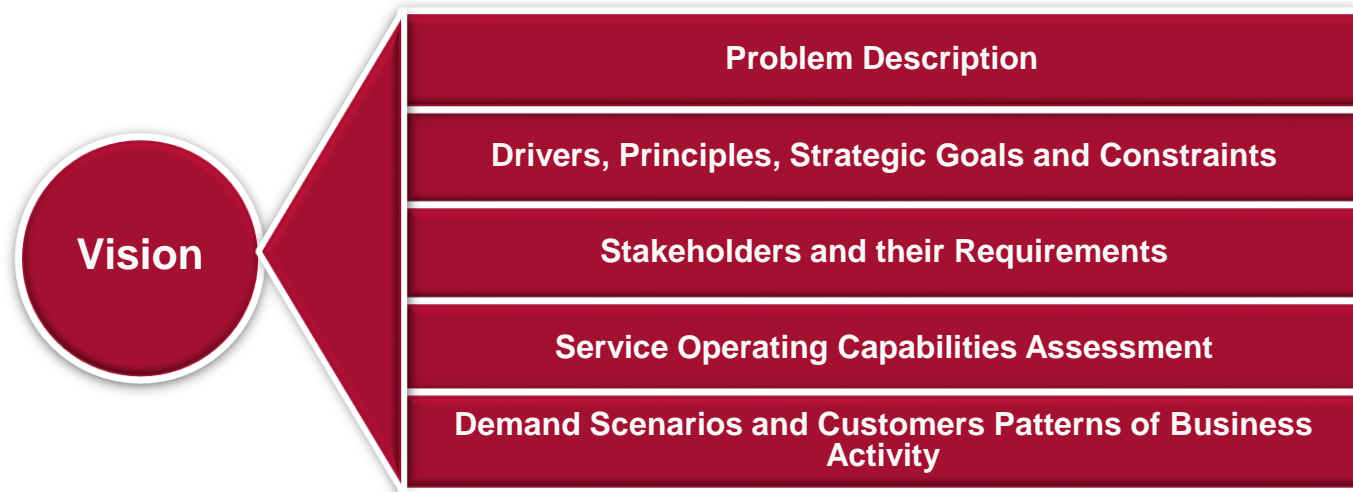 Problem Description
Drivers, Principles, Strategic Goals and Constraints
Vision
Stakeholders and their Requirements
Service Operating Capabilities Assessment
Demand Scenarios and Customers Patterns of Business
Activity